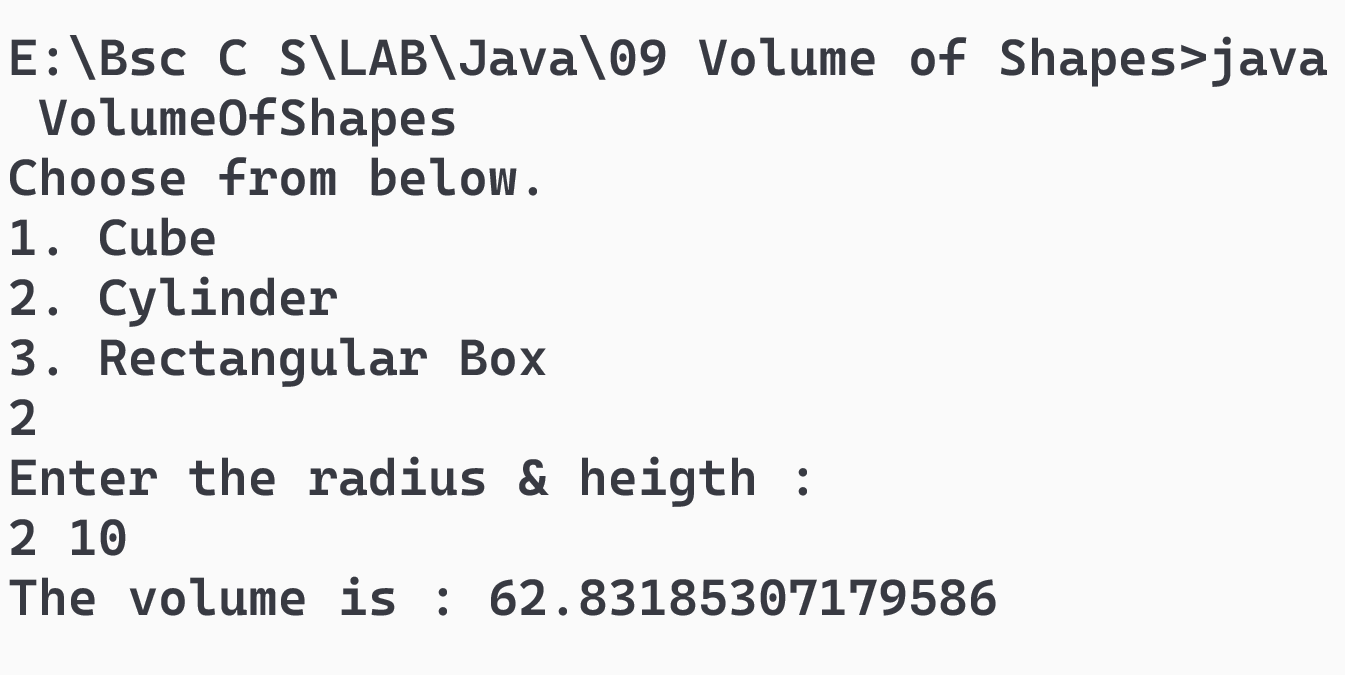 E:\Bsc C S\LAB\Java\09 Volume of Shapes>java
 VolumeOfShapes
Choose from below.
1. Cube
2. Cylinder
3. Rectangular Box
2
Enter the radius & heigth :
2 10
The volume is : 62.83185307179586